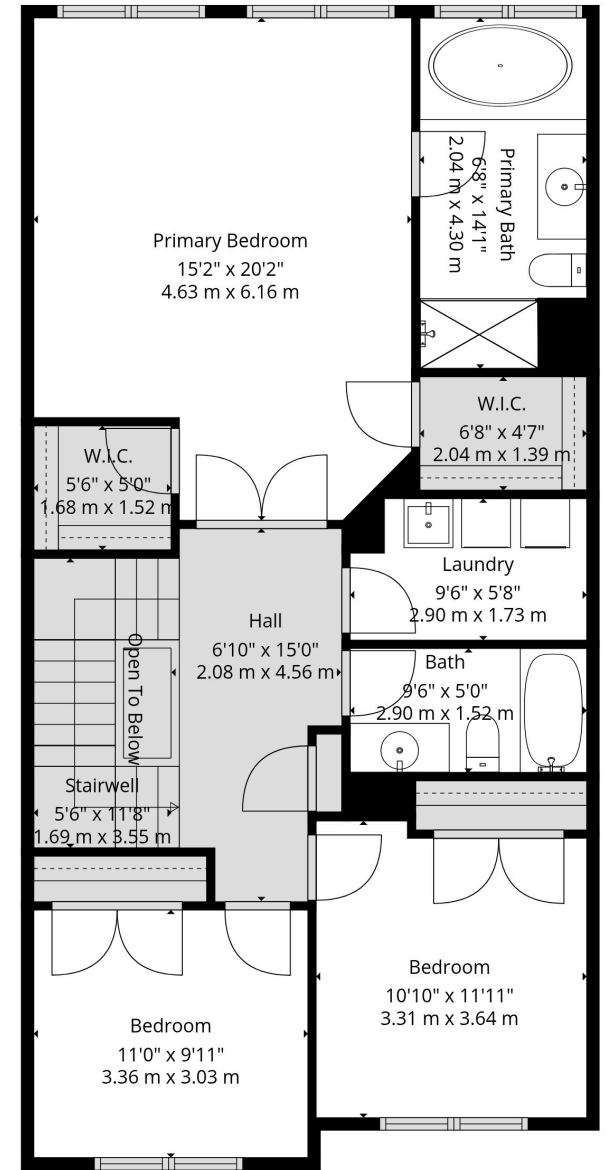 Primary Bedroom
15'2" x 20'2"
4.63 m x 6.16 m
Primary Bath
6'8" x 14'1"
2.04 m x 4.30 m
W.I.C.
6'8" x 4'7"
2.04 m x 1.39 m
W.I.C.
5'6" x 5'0"
1.68 m x 1.52 m
Laundry
9'6" x 5'8"
2.90 m x 1.73 m
Hall
6'10" x 15'0"
2.08 m x 4.56 m
Open To Below
Bath
9'6" x 5'0"
2.90 m x 1.52 m
Stairwell
5'6" x 11'8"
1.69 m x 3.55 m
Bedroom
10'10" x 11'11"
3.31 m x 3.64 m
Bedroom
11'0" x 9'11"
3.36 m x 3.03 m